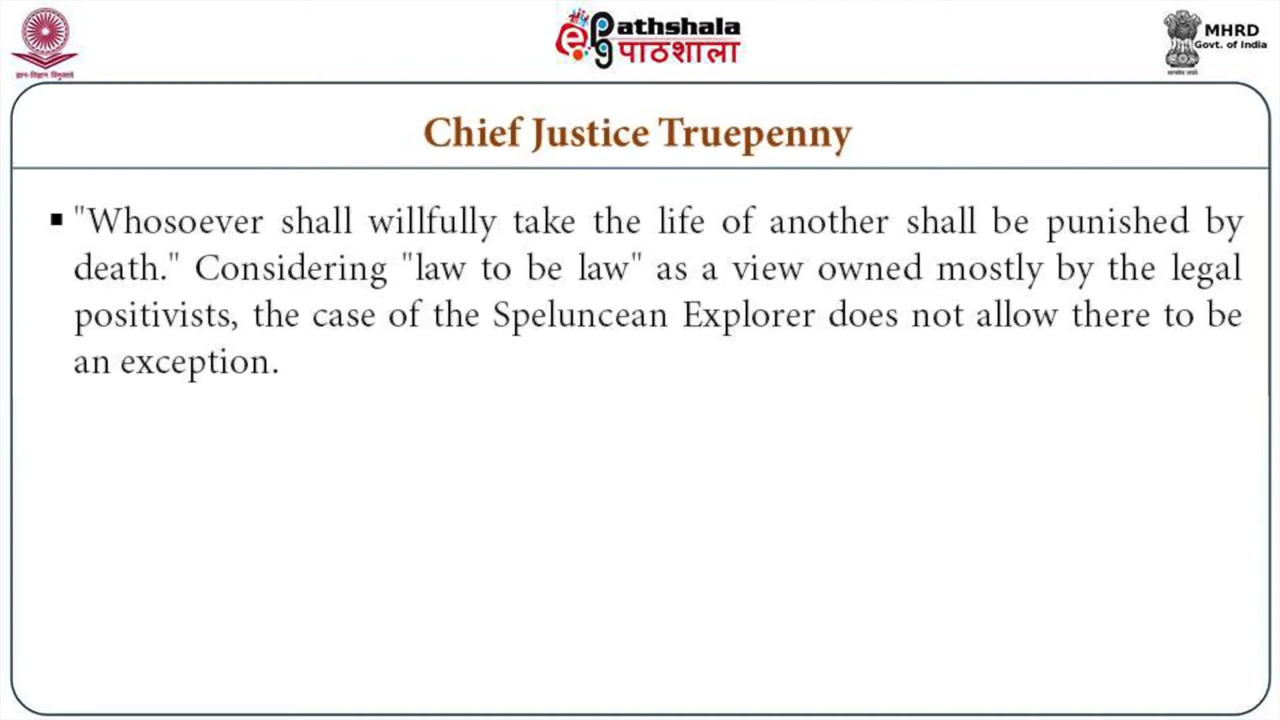 Pathshala
पाठशाला
MHRD
Govt. of India
Chief Justice Truepenny
"Whosoever shall willfully take the life of another shall be punished by
death." Considering "law to be law" as a view owned mostly by the legal
positivists, the case of the Speluncean Explorer does not allow there to be
an exception.